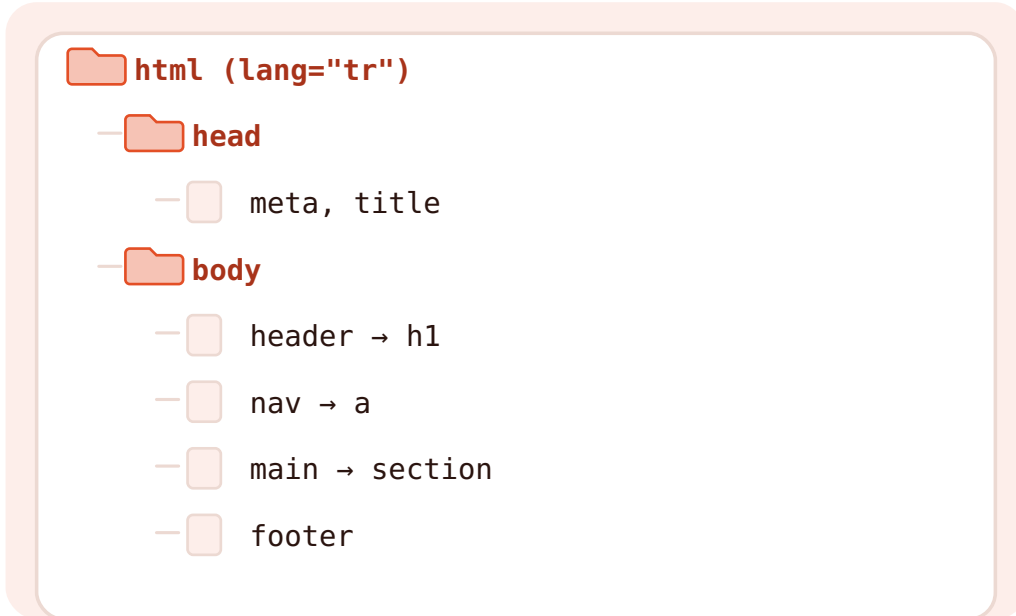 html (lang="tr")
head
meta, title
body
header → h1
nav → a
main → section
footer